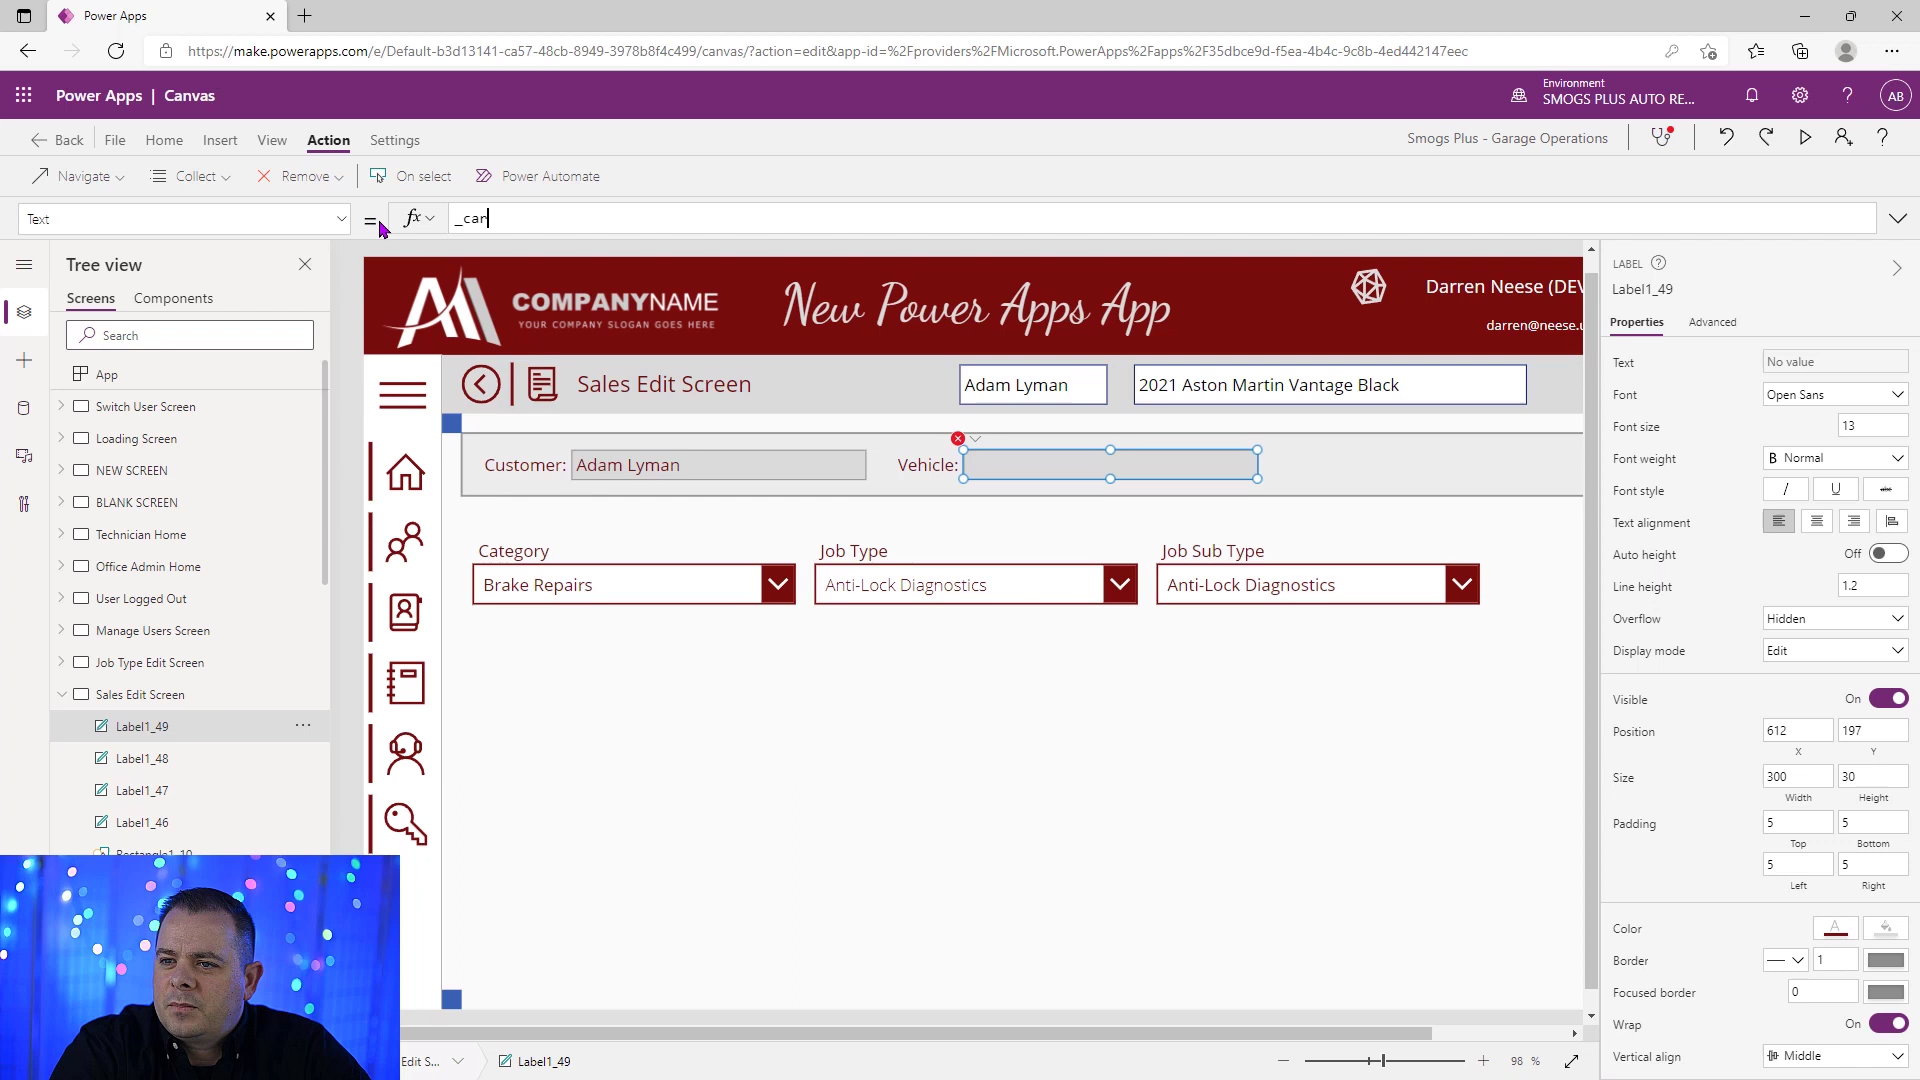 Power Apps
https://make.powerapps.com/e/Default-b3d13141-ca57-48cb-8949-3978b8f4c499/canvas/?action=edit&app-id=%2Fproviders%2FMicrosoft.PowerApps%2Fapps%2F35dbce9d-f5ea-4b4c-9c8b-4ed442147eec
Power Apps | Canvas
Environment
SMOGS PLUS AUTO RE...
AB
Back File Home Insert View Action Settings
Smogs Plus - Garage Operations
Navigate Collect Remove On select Power Automate
Text = fx _can
Tree view
Screens Components
Search
App
Switch User Screen
Loading Screen
NEW SCREEN
BLANK SCREEN
Technician Home
Office Admin Home
User Logged Out
Manage Users Screen
Job Type Edit Screen
Sales Edit Screen
Label1_49
Label1_48
Label1_47
Label1_46
Rectangle1_10
COMPANYNAME
YOUR COMPANY SLOGAN GOES HERE
New Power Apps App
Darren Neese (DEV
darren@neese.u
Sales Edit Screen
Adam Lyman
2021 Aston Martin Vantage Black
Customer: Adam Lyman
Vehicle:
Category Job Type Job Sub Type
Brake Repairs Anti-Lock Diagnostics Anti-Lock Diagnostics
Edit S... Label1_49
98 %
LABEL
Label1_49
Properties Advanced
Text No value
Font Open Sans
Font size 13
Font weight B Normal
Font style / U abc
Text alignment
Auto height Off
Line height 1.2
Overflow Hidden
Display mode Edit
Visible On
Position 612 197
X Y
Size 300 30
Width Height
Padding 5 5
Top Bottom
5 5
Left Right
Color A
Border 1
Focused border 0
Wrap On
Vertical align Middle